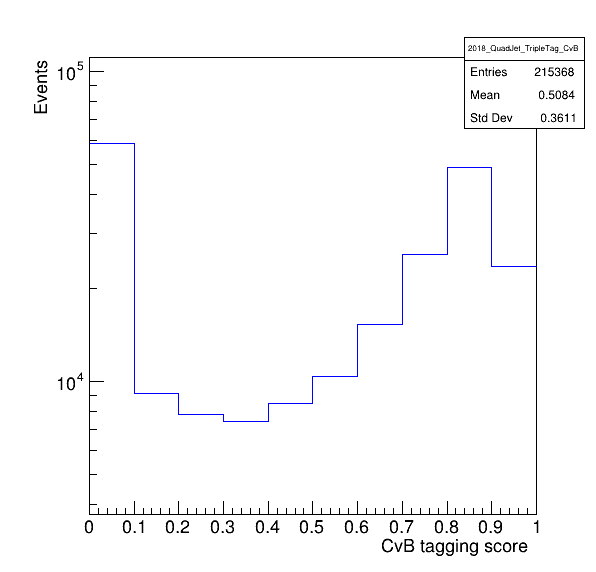 2018_QuadJet_TripleTag_CvB
Entries 215368
Mean 0.5084
Std Dev 0.3611
Events
10^5
10^4
0 0.1 0.2 0.3 0.4 0.5 0.6 0.7 0.8 0.9 1
CvB tagging score